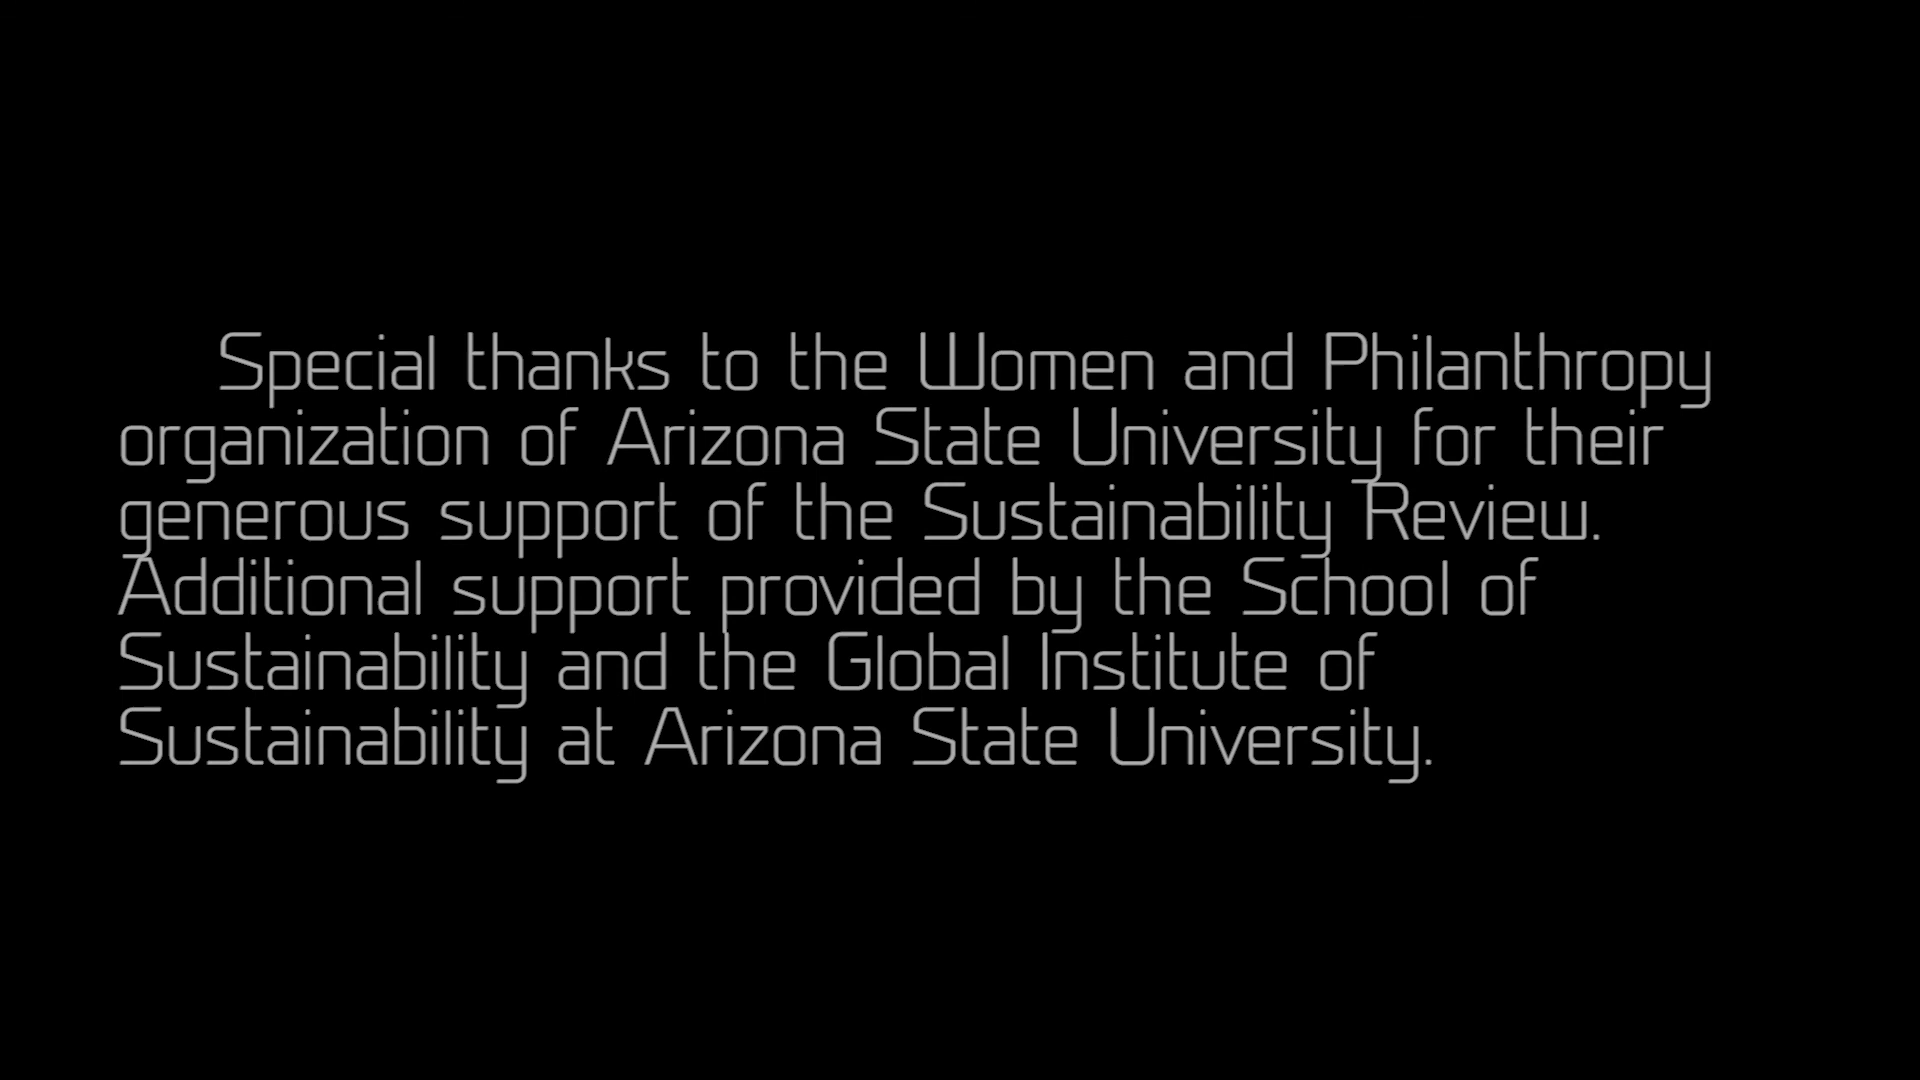 Special thanks to the Women and Philanthropy
organization of Arizona State University for their
generous support of the Sustainability Review.
Additional support provided by the School of
Sustainability and the Global Institute of
Sustainability at Arizona State University.